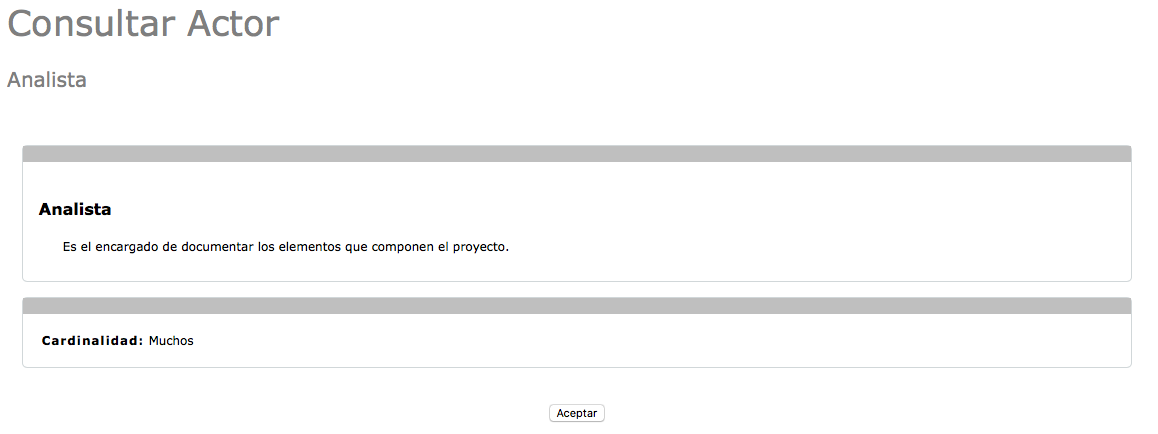 Consultar Actor
Analista
Analista
Es el encargado de documentar los elementos que componen el proyecto.
Cardinalidad: Muchos
Aceptar